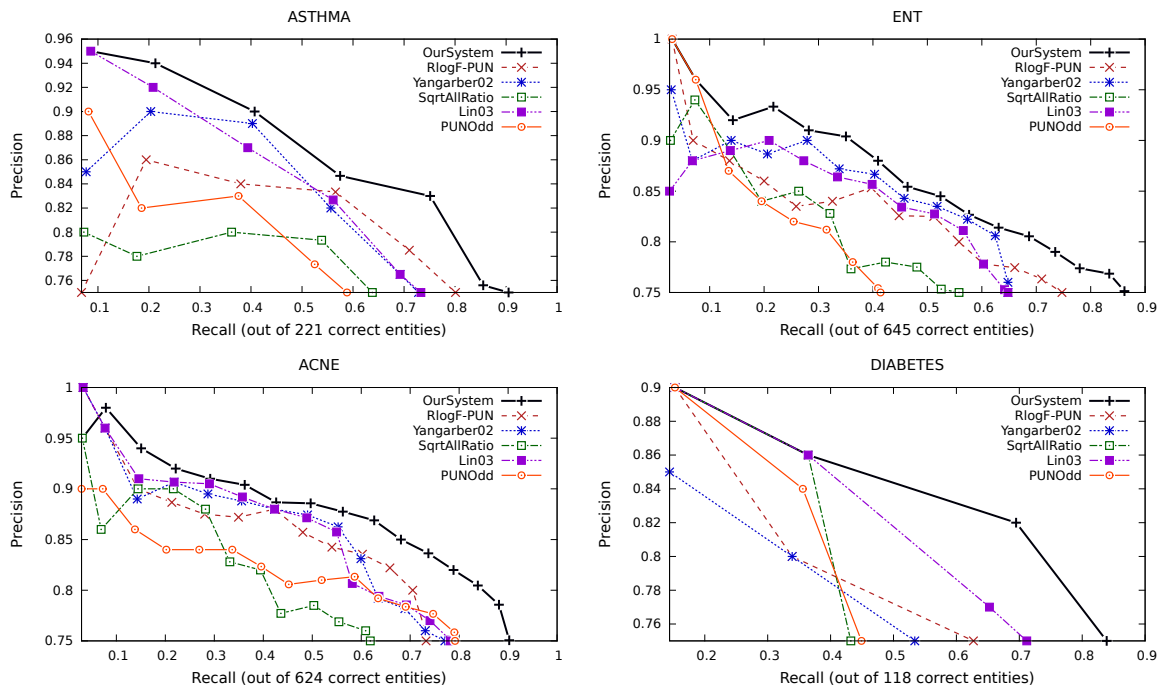 ASTHMA
OurSystem
RlogF-PUN
Yangarber02
SqrtAllRatio
Lin03
PUNOdd
Precision
0.96
0.94
0.92
0.9
0.88
0.86
0.84
0.82
0.8
0.78
0.76
0.1 0.2 0.3 0.4 0.5 0.6 0.7 0.8 0.9 1
Recall (out of 221 correct entities)
ENT
OurSystem
RlogF-PUN
Yangarber02
SqrtAllRatio
Lin03
PUNOdd
Precision
1
0.95
0.9
0.85
0.8
0.75
0.1 0.2 0.3 0.4 0.5 0.6 0.7 0.8 0.9
Recall (out of 645 correct entities)
ACNE
OurSystem
RlogF-PUN
Yangarber02
SqrtAllRatio
Lin03
PUNOdd
Precision
1
0.95
0.9
0.85
0.8
0.75
0.1 0.2 0.3 0.4 0.5 0.6 0.7 0.8 0.9 1
Recall (out of 624 correct entities)
DIABETES
OurSystem
RlogF-PUN
Yangarber02
SqrtAllRatio
Lin03
PUNOdd
Precision
0.9
0.88
0.86
0.84
0.82
0.8
0.78
0.76
0.2 0.3 0.4 0.5 0.6 0.7 0.8 0.9
Recall (out of 118 correct entities)